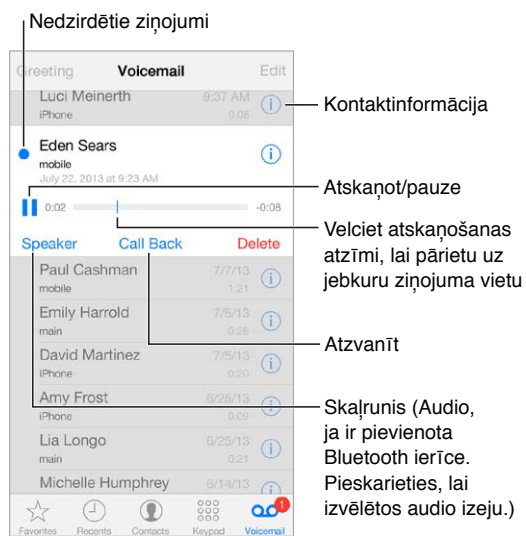 Nedzirdētie ziņojumi
Greeting Voicemail Edit
Luci Meinerth 9:37 AM
iPhone 0:08
Kontaktinformācija
Eden Sears
mobile
July 22, 2013 at 9:23 AM
Atskaņot/pauze
0:02 -0:08
Velciet atskaņošanas
atzīmi, lai pārietu uz
jebkuru ziņojuma vietu
Speaker Call Back Delete
Paul Cashman 7/7/13
mobile 1:21
Emily Harrold 7/5/13
main 0:26
David Martinez 7/5/13
iPhone 0:20
Atzvanīt
Amy Frost 6/25/13
iPhone 0:09
Skaļrunis (Audio,
ja ir pievienota
Bluetooth ierīce.
Pieskarieties, lai
izvēlētos audio izeju.)
Lia Longo 6/25/13
main 0:21
Michelle Humphrey 6/14/13
1
Favorites Recents Contacts Keypad Voicemail